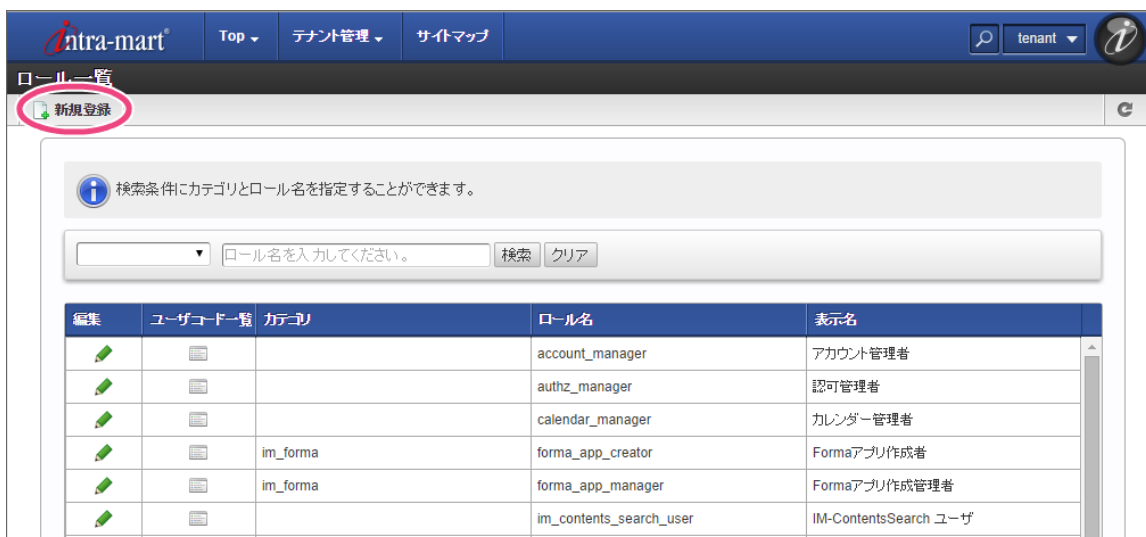 intra-mart® Top テナント管理 サイトマップ tenant
ロール一覧
新規登録
検索条件にカテゴリとロール名を指定することができます。
ロール名を入力してください。 検索 クリア
編集 ユーザコード一覧 カテゴリ ロール名 表示名
account_manager アカウント管理者
authz_manager 認可管理者
calendar_manager カレンダー管理者
im_forma forma_app_creator Formaアプリ作成者
im_forma forma_app_manager Formaアプリ作成管理者
im_contents_search_user IM-ContentsSearch ユーザ